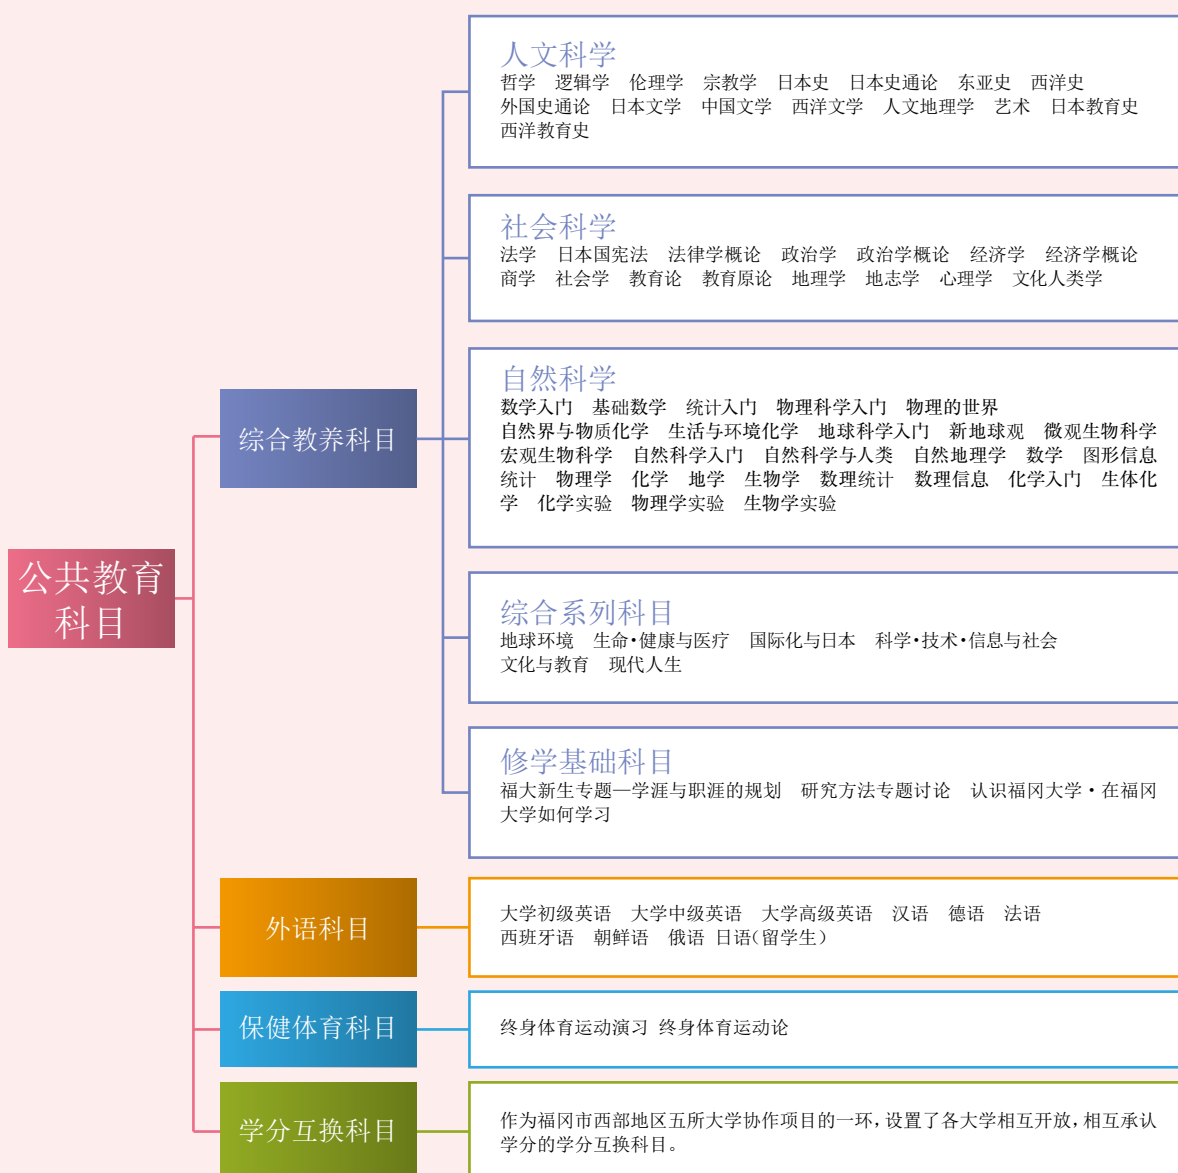 公共教育
科目
综合教养科目
人文科学
哲学 逻辑学 伦理学 宗教学 日本史 日本史通论 东亚史 西洋史
外国史通论 日本文学 中国文学 西洋文学 人文地理学 艺术 日本教育史
西洋教育史
社会科学
法学 日本国宪法 法律学概论 政治学 政治学概论 经济学 经济学概论
商学 社会学 教育论 教育原论 地理学 地志学 心理学 文化人类学
自然科学
数学入门 基础数学 统计入门 物理科学入门 物理的世界
自然界与物质化学 生活与环境化学 地球科学入门 新地球观 微观生物科学
宏观生物科学 自然科学入门 自然科学与人类 自然地理学 数学 图形信息
统计 物理学 化学 地学 生物学 数理统计 数理信息 化学入门 生体化
学 化学实验 物理学实验 生物学实验
综合系列科目
地球环境 生命•健康与医疗 国际化与日本 科学•技术•信息与社会
文化与教育 现代人生
修学基础科目
福大新生专题—学涯与职涯的规划 研究方法专题讨论 认识福冈大学・在福冈
大学如何学习
外语科目
大学初级英语 大学中级英语 大学高级英语 汉语 德语 法语
西班牙语 朝鲜语 俄语 日语(留学生)
保健体育科目
终身体育运动演习 终身体育运动论
学分互换科目
作为福冈市西部地区五所大学协作项目的一环，设置了各大学相互开放，相互承认
学分的学分互换科目。